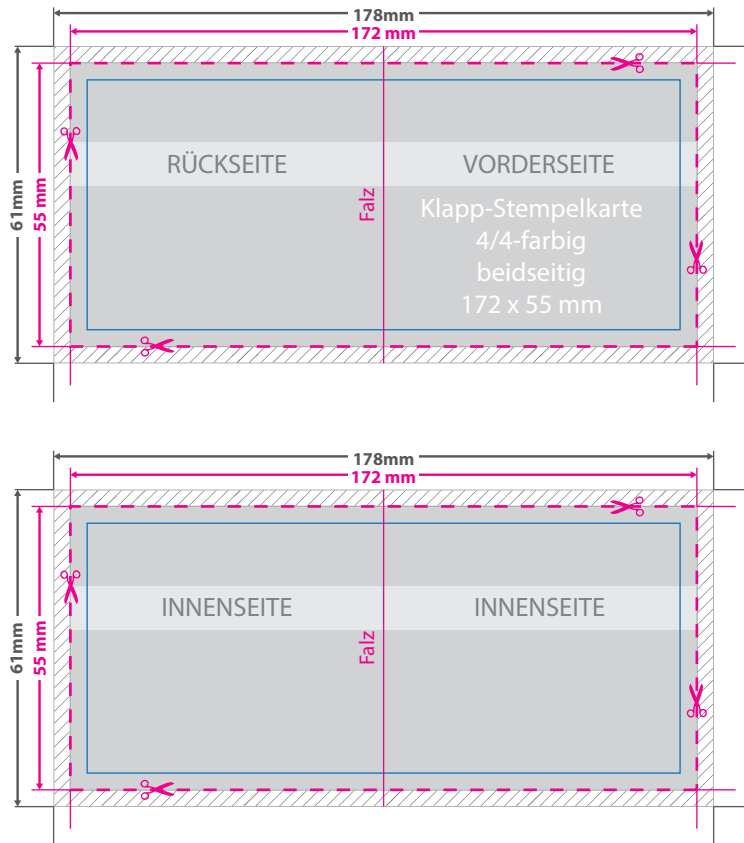 178mm
172 mm
61mm
55 mm
RÜCKSEITE
VORDERSEITE
Falz
Klapp-Stempelkarte
4/4-farbig
beidseitig
172 x 55 mm
178mm
172 mm
61mm
55 mm
INNENSEITE
INNENSEITE
Falz